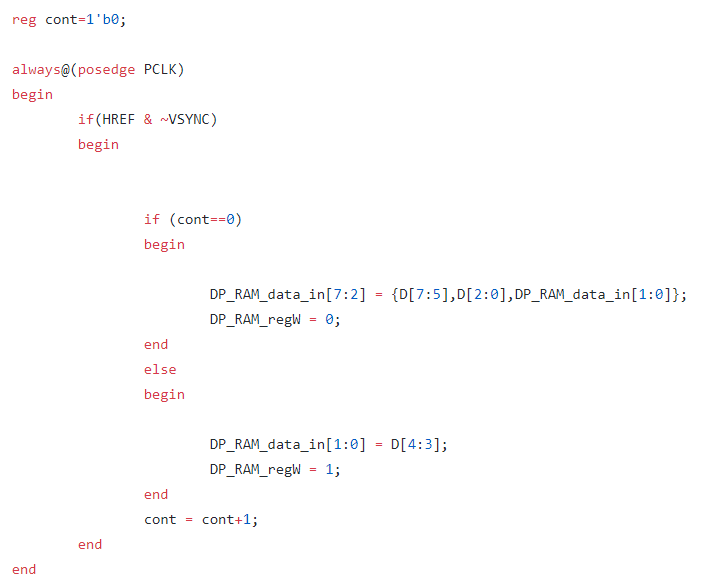 reg cont=1'b0;
always@(posedge PCLK)
begin
if(HREF & ~VSYNC)
begin
if (cont==0)
begin
DP_RAM_data_in[7:2] = {D[7:5],D[2:0],DP_RAM_data_in[1:0]};
DP_RAM_regW = 0;
end
else
begin
DP_RAM_data_in[1:0] = D[4:3];
DP_RAM_regW = 1;
end
cont = cont+1;
end
end